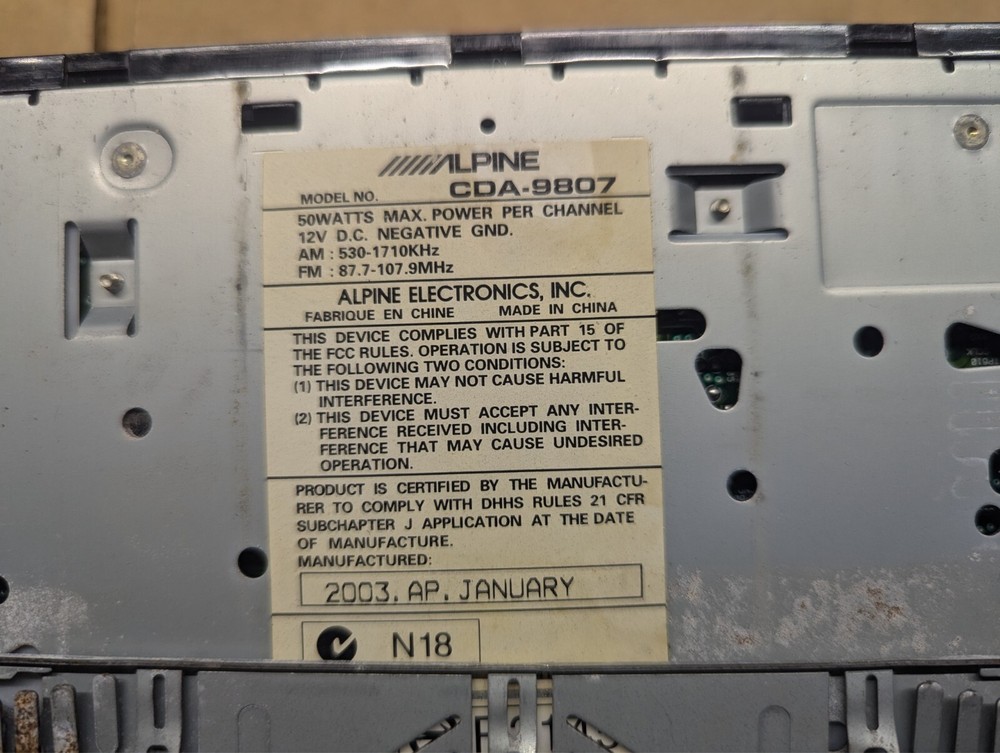 ALPINE
MODEL NO. CDA-9807
50WATTS MAX. POWER PER CHANNEL
12V D.C. NEGATIVE GND.
AM : 530-1710KHz
FM : 87.7-107.9MHz
ALPINE ELECTRONICS, INC.
FABRIQUE EN CHINE MADE IN CHINA
THIS DEVICE COMPLIES WITH PART 15 OF
THE FCC RULES. OPERATION IS SUBJECT TO
THE FOLLOWING TWO CONDITIONS:
(1) THIS DEVICE MAY NOT CAUSE HARMFUL
INTERFERENCE.
(2) THIS DEVICE MUST ACCEPT ANY INTER-
FERENCE RECEIVED INCLUDING INTER-
FERENCE THAT MAY CAUSE UNDESIRED
OPERATION.
PRODUCT IS CERTIFIED BY THE MANUFACTU-
RER TO COMPLY WITH DHHS RULES 21 CFR
SUBCHAPTER J APPLICATION AT THE DATE
OF MANUFACTURE.
MANUFACTURED:
2003. AP. JANUARY
N18